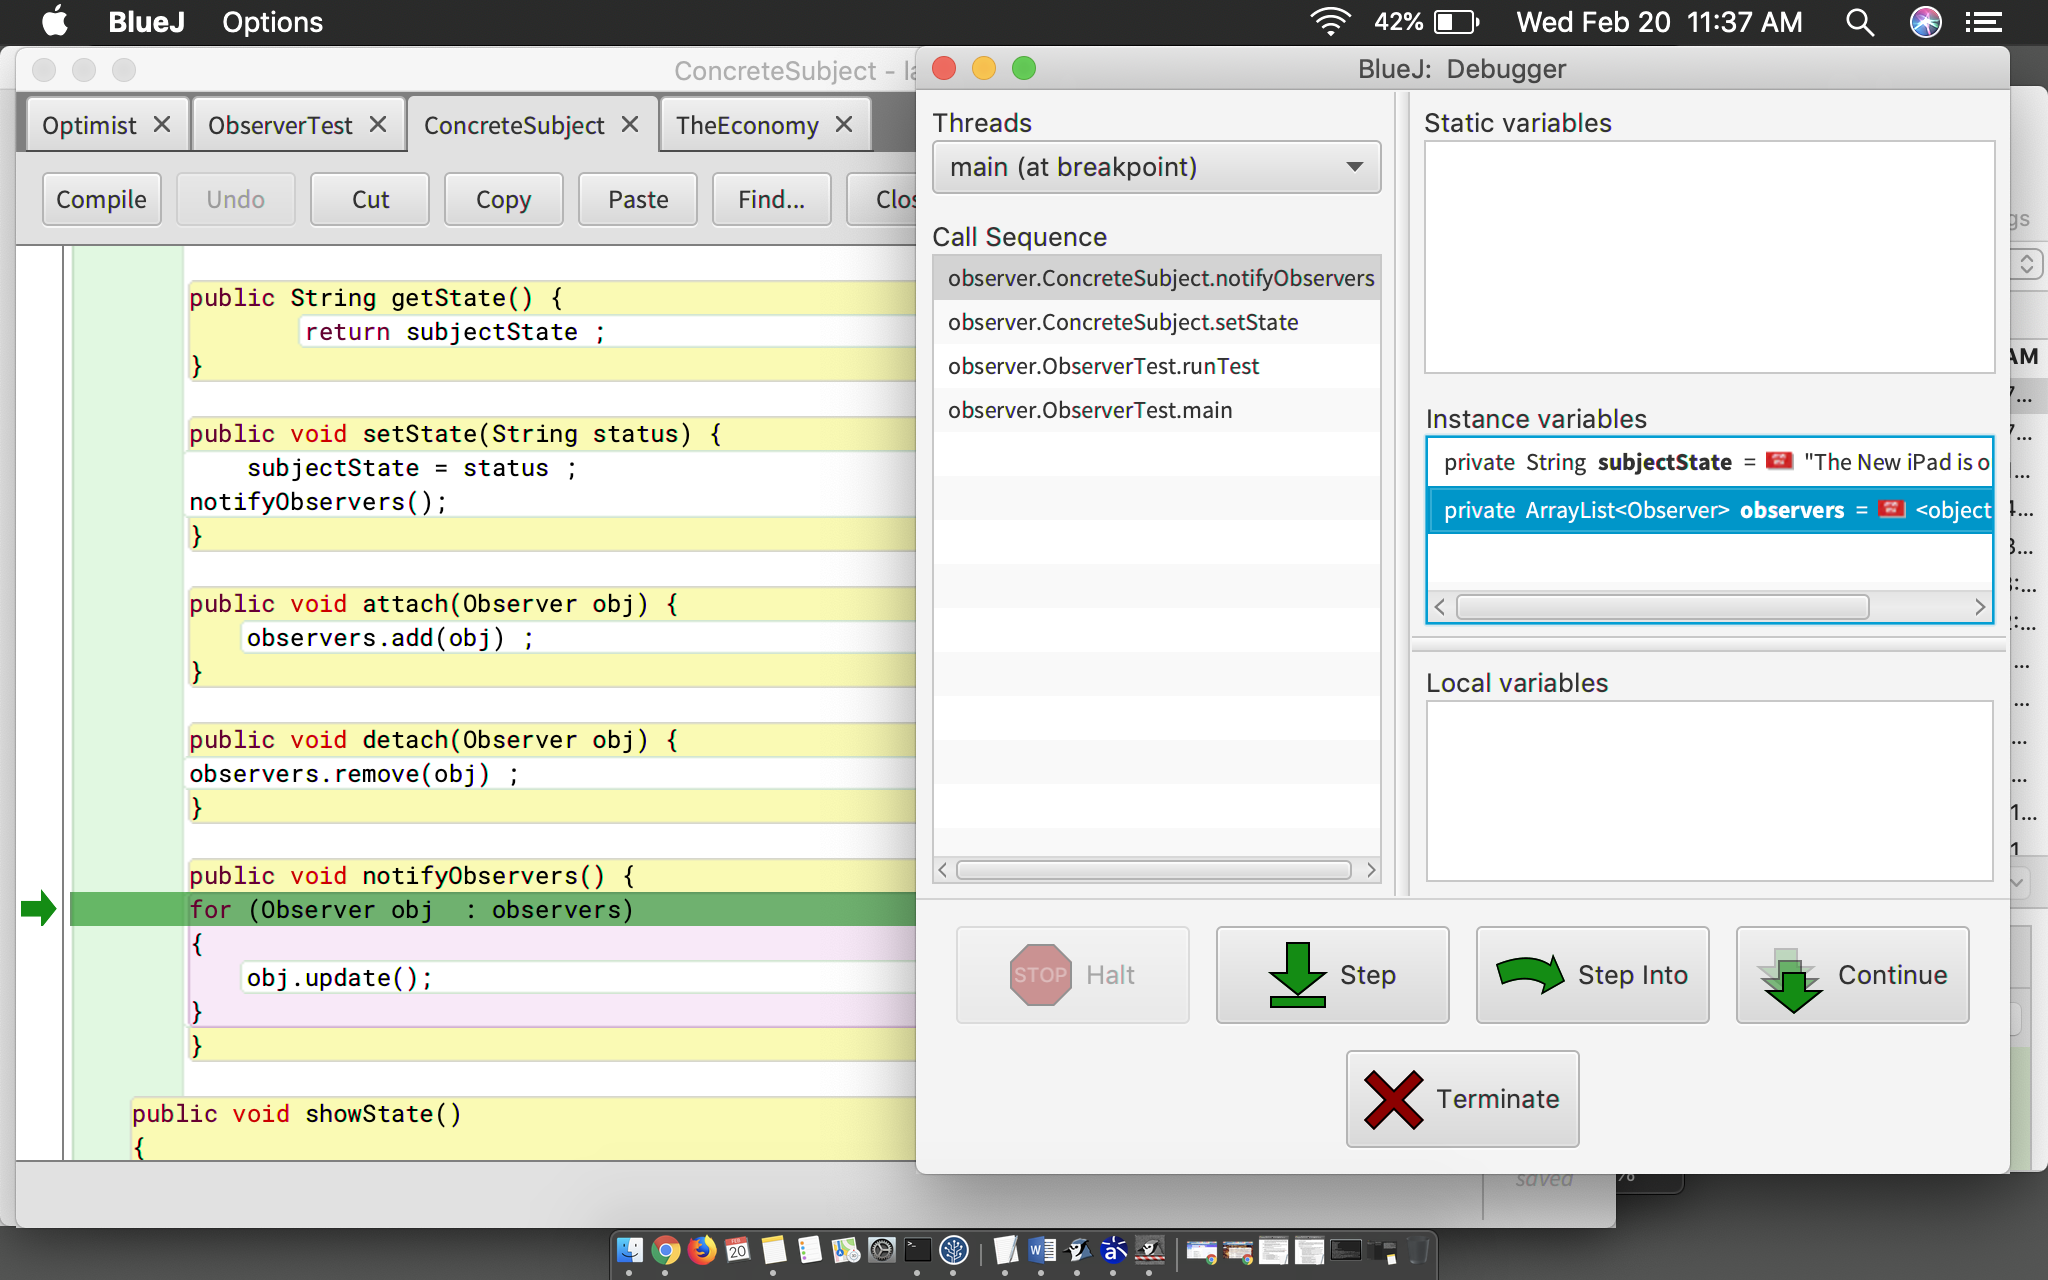 BlueJ Options 42% Wed Feb 20 11:37 AM
ConcreteSubject - la
Optimist ObserverTest ConcreteSubject TheEconomy
Compile Undo Cut Copy Paste Find... Clos
public String getState() {
return subjectState ;
}
public void setState(String status) {
subjectState = status ;
notifyObservers();
}
public void attach(Observer obj) {
observers.add(obj) ;
}
public void detach(Observer obj) {
observers.remove(obj) ;
}
public void notifyObservers() {
for (Observer obj  : observers)
{
obj.update();
}
}
public void showState()
{
BlueJ: Debugger
Threads
main (at breakpoint)
Call Sequence
observer.ConcreteSubject.notifyObservers
observer.ConcreteSubject.setState
observer.ObserverTest.runTest
observer.ObserverTest.main
Static variables
Instance variables
private String subjectState = "The New iPad is o
private ArrayList<Observer> observers = <object
Local variables
STOP Halt
Step
Step Into
Continue
Terminate
gs
AM
saved
%
FEB
20